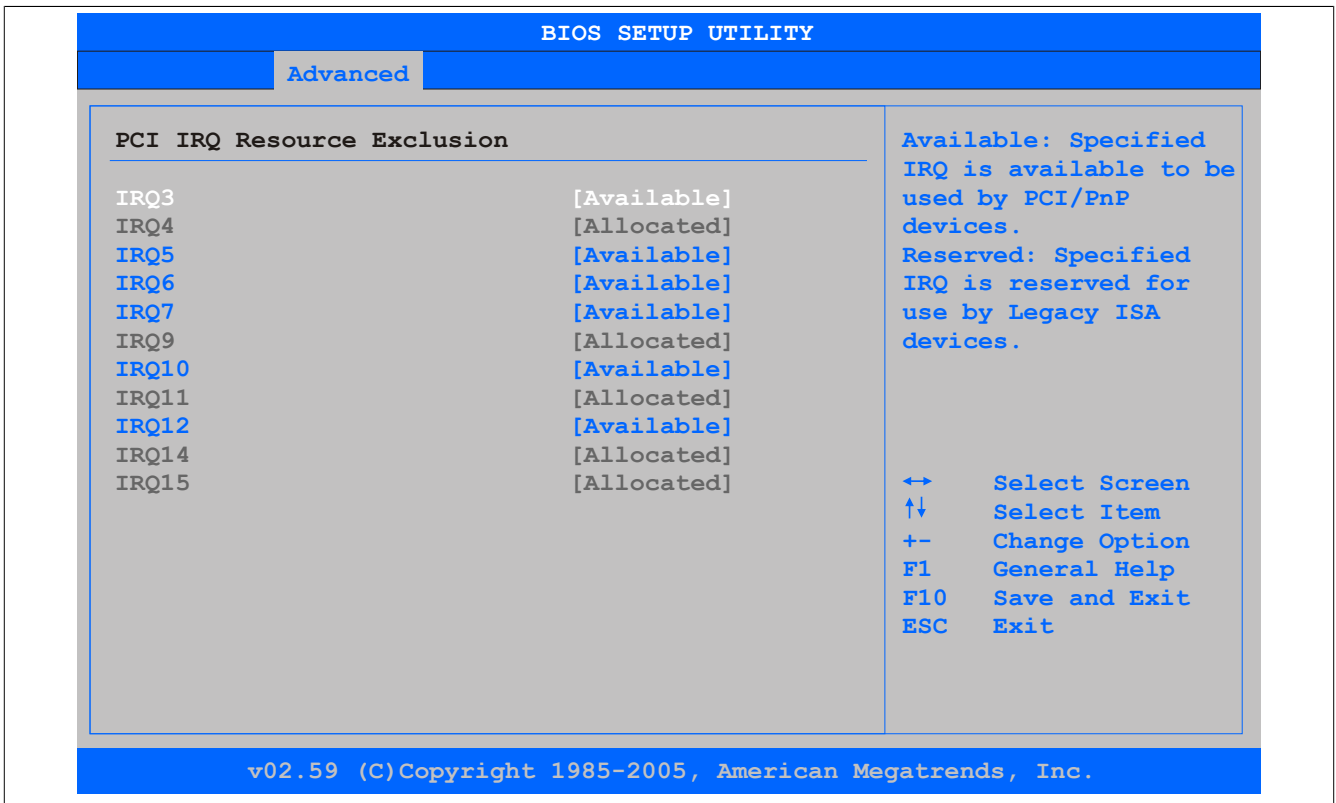 BIOS SETUP UTILITY
Advanced
PCI IRQ Resource Exclusion
IRQ3 [Available]
IRQ4 [Allocated]
IRQ5 [Available]
IRQ6 [Available]
IRQ7 [Available]
IRQ9 [Allocated]
IRQ10 [Available]
IRQ11 [Allocated]
IRQ12 [Available]
IRQ14 [Allocated]
IRQ15 [Allocated]
Available: Specified
IRQ is available to be
used by PCI/PnP
devices.
Reserved: Specified
IRQ is reserved for
use by Legacy ISA
devices.
↔ Select Screen
↑↓ Select Item
+- Change Option
F1 General Help
F10 Save and Exit
ESC Exit
v02.59 (C)Copyright 1985-2005, American Megatrends, Inc.